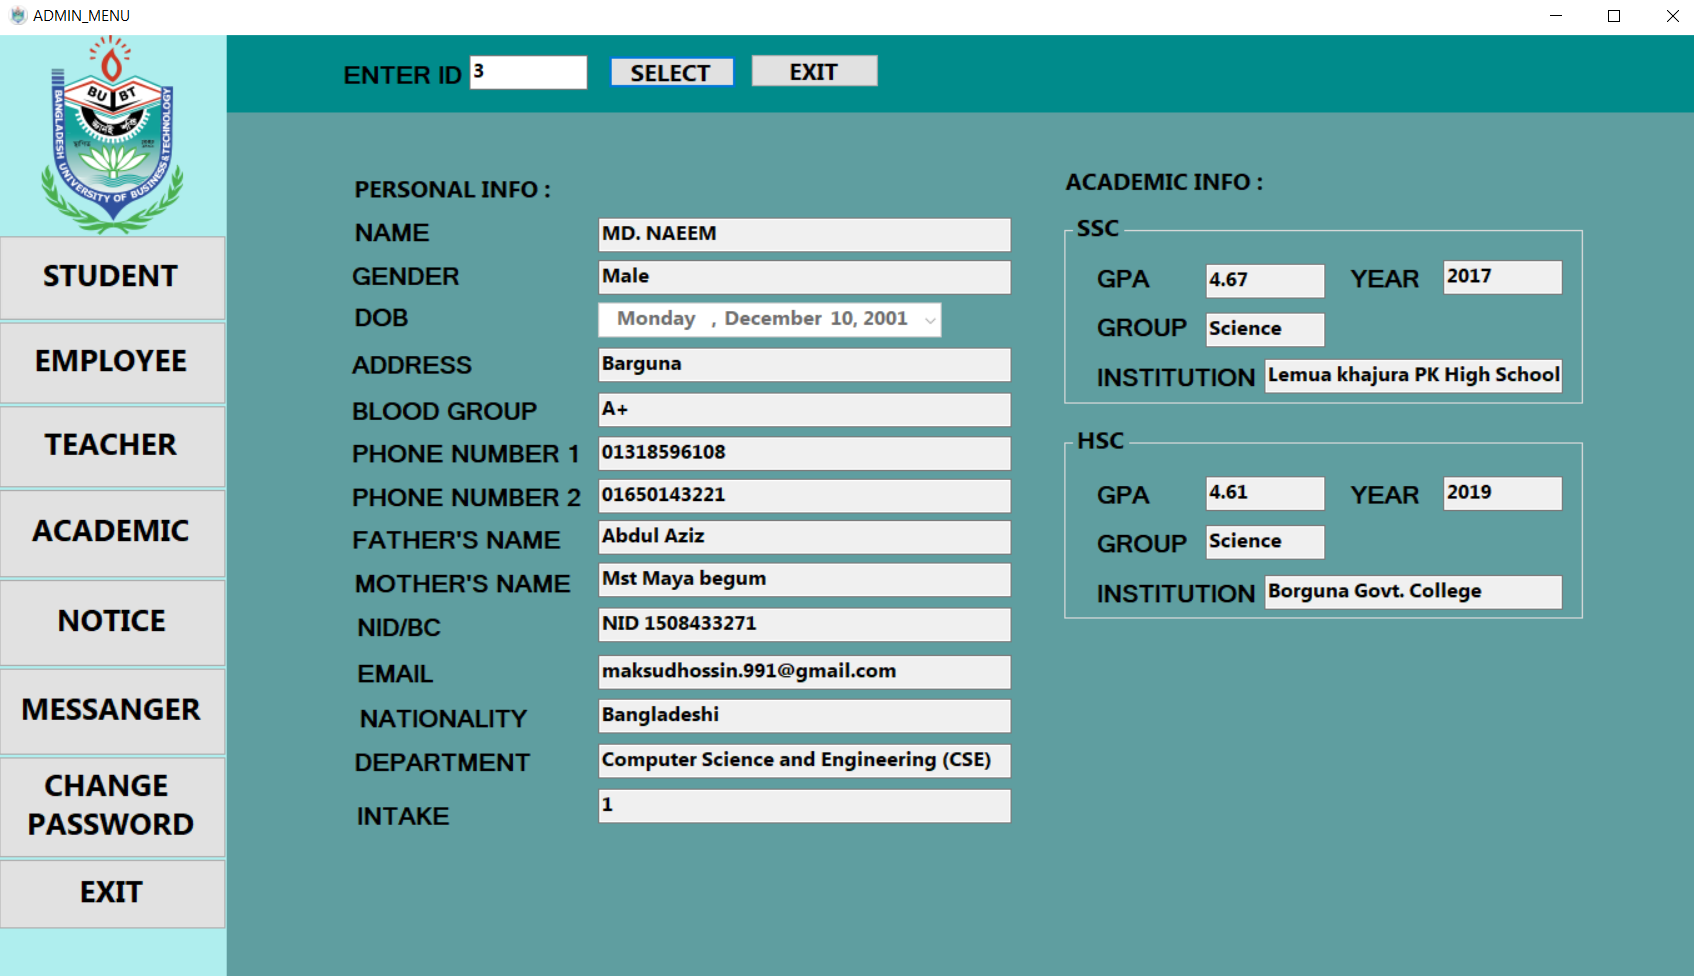 ADMIN_MENU
BU BT
BANGLADESH UNIVERSITY OF BUSINESS & TECHNOLOGY
ENTER ID 3 SELECT EXIT
STUDENT
EMPLOYEE
TEACHER
ACADEMIC
NOTICE
MESSANGER
CHANGE
PASSWORD
EXIT
PERSONAL INFO :
NAME MD. NAEEM
GENDER Male
DOB Monday , December 10, 2001
ADDRESS Barguna
BLOOD GROUP A+
PHONE NUMBER 1 01318596108
PHONE NUMBER 2 01650143221
FATHER'S NAME Abdul Aziz
MOTHER'S NAME Mst Maya begum
NID/BC NID 1508433271
EMAIL maksudhossin.991@gmail.com
NATIONALITY Bangladeshi
DEPARTMENT Computer Science and Engineering (CSE)
INTAKE 1
ACADEMIC INFO :
SSC
GPA 4.67 YEAR 2017
GROUP Science
INSTITUTION Lemua khajura PK High School
HSC
GPA 4.61 YEAR 2019
GROUP Science
INSTITUTION Borguna Govt. College